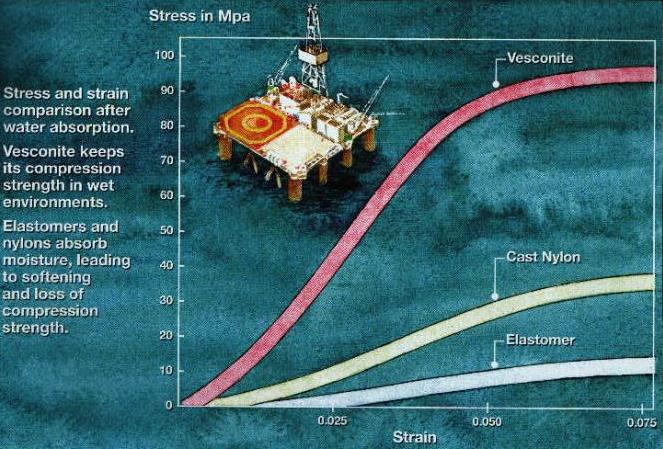 Stress in Mpa
Stress and strain
comparison after
water absorption.
Vesconite keeps
its compression
strength in wet
environments.
Elastomers and
nylons absorb
moisture, leading
to softening
and loss of
compression
strength.
100
90
80
70
60
50
40
30
20
10
0
Vesconite
Cast Nylon
Elastomer
0.025
0.050
0.075
Strain